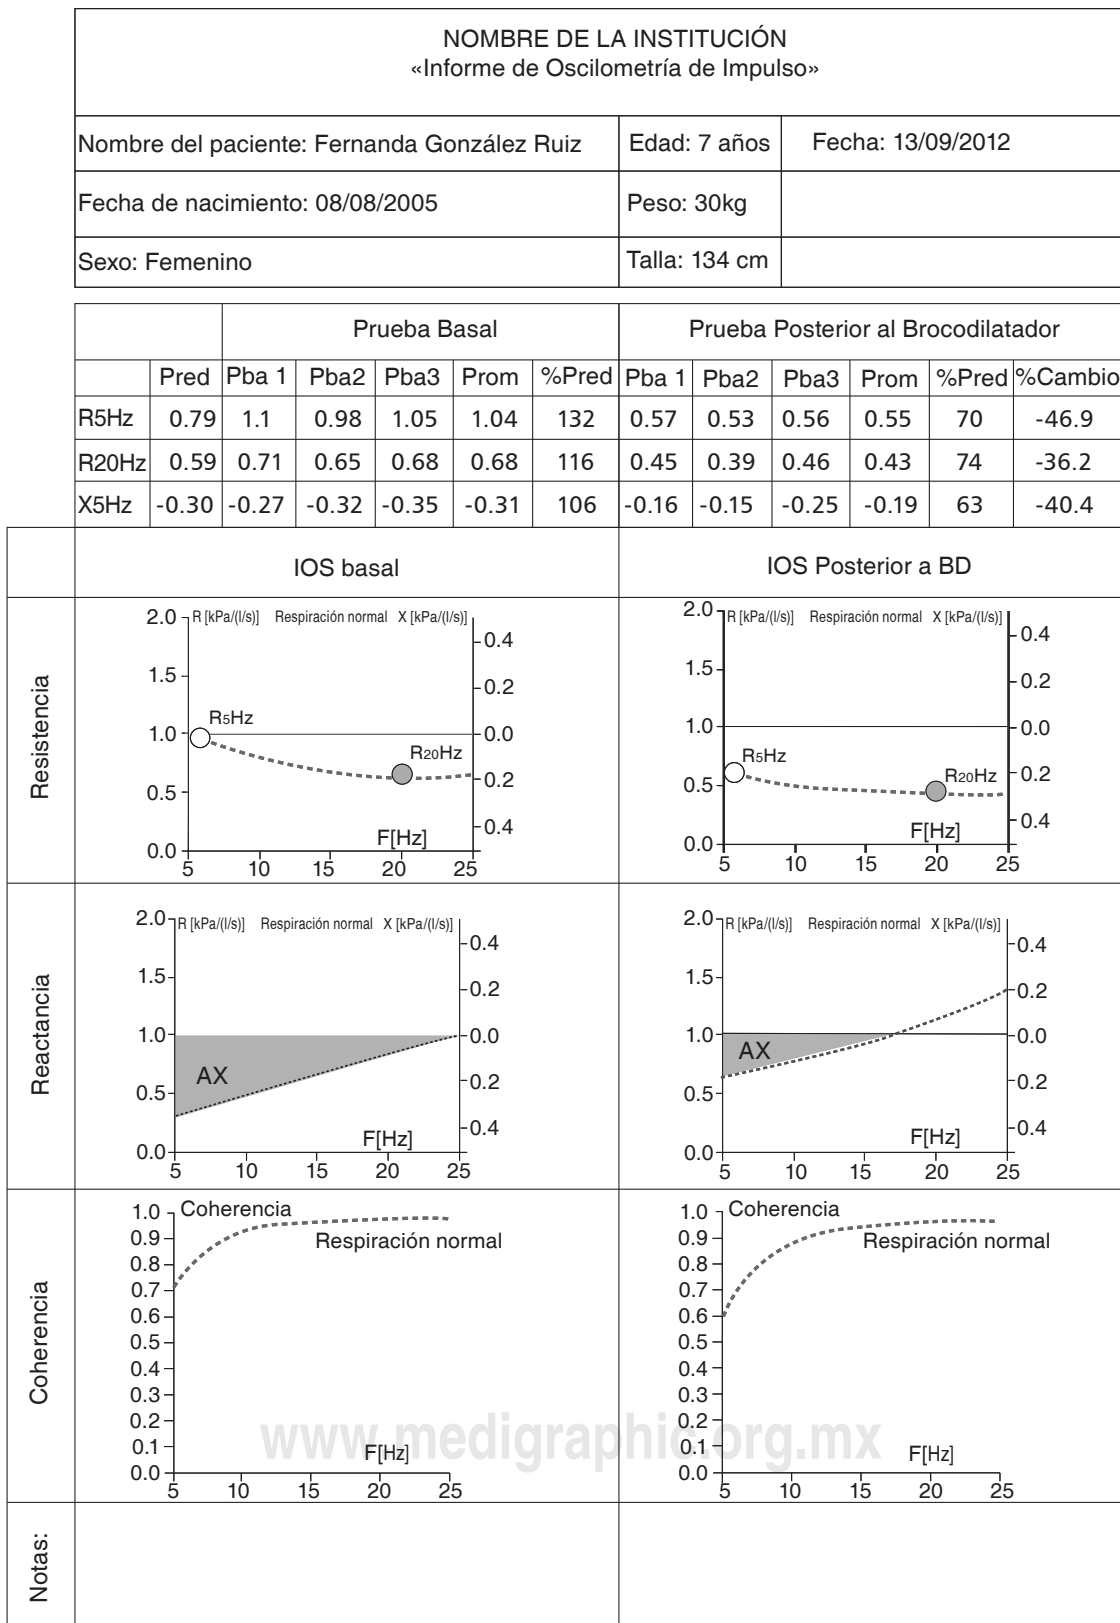 NOMBRE DE LA INSTITUCIÓN
«Informe de Oscilometría de Impulso»
Nombre del paciente: Fernanda González Ruiz Edad: 7 años Fecha: 13/09/2012
Fecha de nacimiento: 08/08/2005 Peso: 30kg
Sexo: Femenino Talla: 134 cm
Prueba Basal Prueba Posterior al Brocodilatador
Pred Pba 1 Pba2 Pba3 Prom %Pred Pba 1 Pba2 Pba3 Prom %Pred %Cambio
R5Hz 0.79 1.1 0.98 1.05 1.04 132 0.57 0.53 0.56 0.55 70 -46.9
R20Hz 0.59 0.71 0.65 0.68 0.68 116 0.45 0.39 0.46 0.43 74 -36.2
X5Hz -0.30 -0.27 -0.32 -0.35 -0.31 106 -0.16 -0.15 -0.25 -0.19 63 -40.4
IOS basal IOS Posterior a BD
Resistencia
2.0 R [kPa/(l/s)] Respiración normal X [kPa/(l/s)]
0.4
1.5
0.2
R5Hz
1.0 0.0
R20Hz
0.2
0.5
F[Hz] 0.4
0.0
5 10 15 20 25
2.0 R [kPa/(l/s)] Respiración normal X [kPa/(l/s)]
0.4
1.5
0.2
1.0 0.0
R5Hz
R20Hz
0.2
0.5
F[Hz] 0.4
0.0
5 10 15 20 25
Reactancia
2.0 R [kPa/(l/s)] Respiración normal X [kPa/(l/s)]
0.4
1.5
0.2
1.0 0.0
AX
0.2
0.5
F[Hz] 0.4
0.0
5 10 15 20 25
2.0 R [kPa/(l/s)] Respiración normal X [kPa/(l/s)]
0.4
1.5
0.2
1.0 0.0
AX
0.2
0.5
F[Hz] 0.4
0.0
5 10 15 20 25
Coherencia
1.0 Coherencia
0.9 Respiración normal
0.8
0.7
0.6
0.5
0.4
0.3
0.2
0.1 F[Hz]
0.0
5 10 15 20 25
1.0 Coherencia
0.9 Respiración normal
0.8
0.7
0.6
0.5
0.4
0.3
0.2
0.1 F[Hz]
0.0
5 10 15 20 25
www.medigraphic.org.mx
Notas: